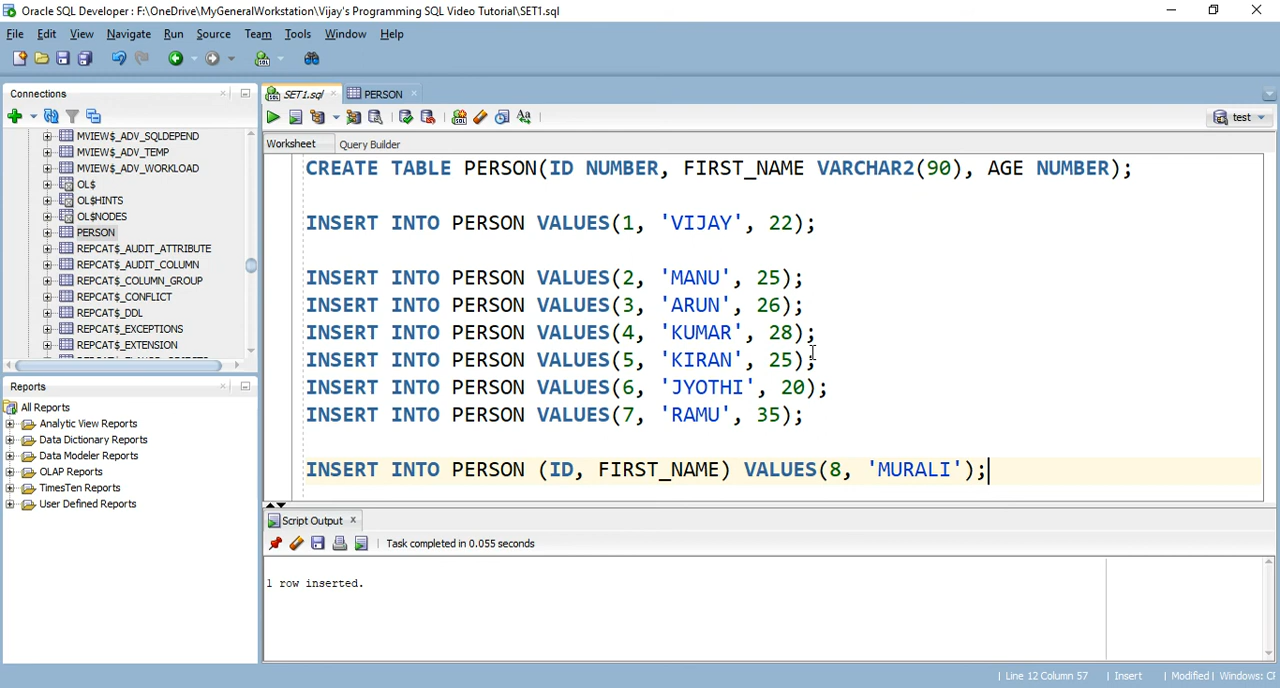 Oracle SQL Developer : F:\OneDrive\MyGeneralWorkstation\Vijay's Programming SQL Video Tutorial\SET1.sql
File Edit View Navigate Run Source Team Tools Window Help
Connections
MVIEW$_ADV_SQLDEPEND
MVIEW$_ADV_TEMP
MVIEW$_ADV_WORKLOAD
OL$
OL$HINTS
OL$NODES
PERSON
REPCAT$_AUDIT_ATTRIBUTE
REPCAT$_AUDIT_COLUMN
REPCAT$_COLUMN_GROUP
REPCAT$_CONFLICT
REPCAT$_DDL
REPCAT$_EXCEPTIONS
REPCAT$_EXTENSION
Reports
All Reports
Analytic View Reports
Data Dictionary Reports
Data Modeler Reports
OLAP Reports
TimesTen Reports
User Defined Reports
SET1.sql PERSON
test
Worksheet Query Builder
CREATE TABLE PERSON(ID NUMBER, FIRST_NAME VARCHAR2(90), AGE NUMBER);
INSERT INTO PERSON VALUES(1, 'VIJAY', 22);
INSERT INTO PERSON VALUES(2, 'MANU', 25);
INSERT INTO PERSON VALUES(3, 'ARUN', 26);
INSERT INTO PERSON VALUES(4, 'KUMAR', 28);
INSERT INTO PERSON VALUES(5, 'KIRAN', 25);
INSERT INTO PERSON VALUES(6, 'JYOTHI', 20);
INSERT INTO PERSON VALUES(7, 'RAMU', 35);
INSERT INTO PERSON (ID, FIRST_NAME) VALUES(8, 'MURALI');
Script Output
Task completed in 0.055 seconds
1 row inserted.
Line 12 Column 57 | Insert | Modified | Windows: